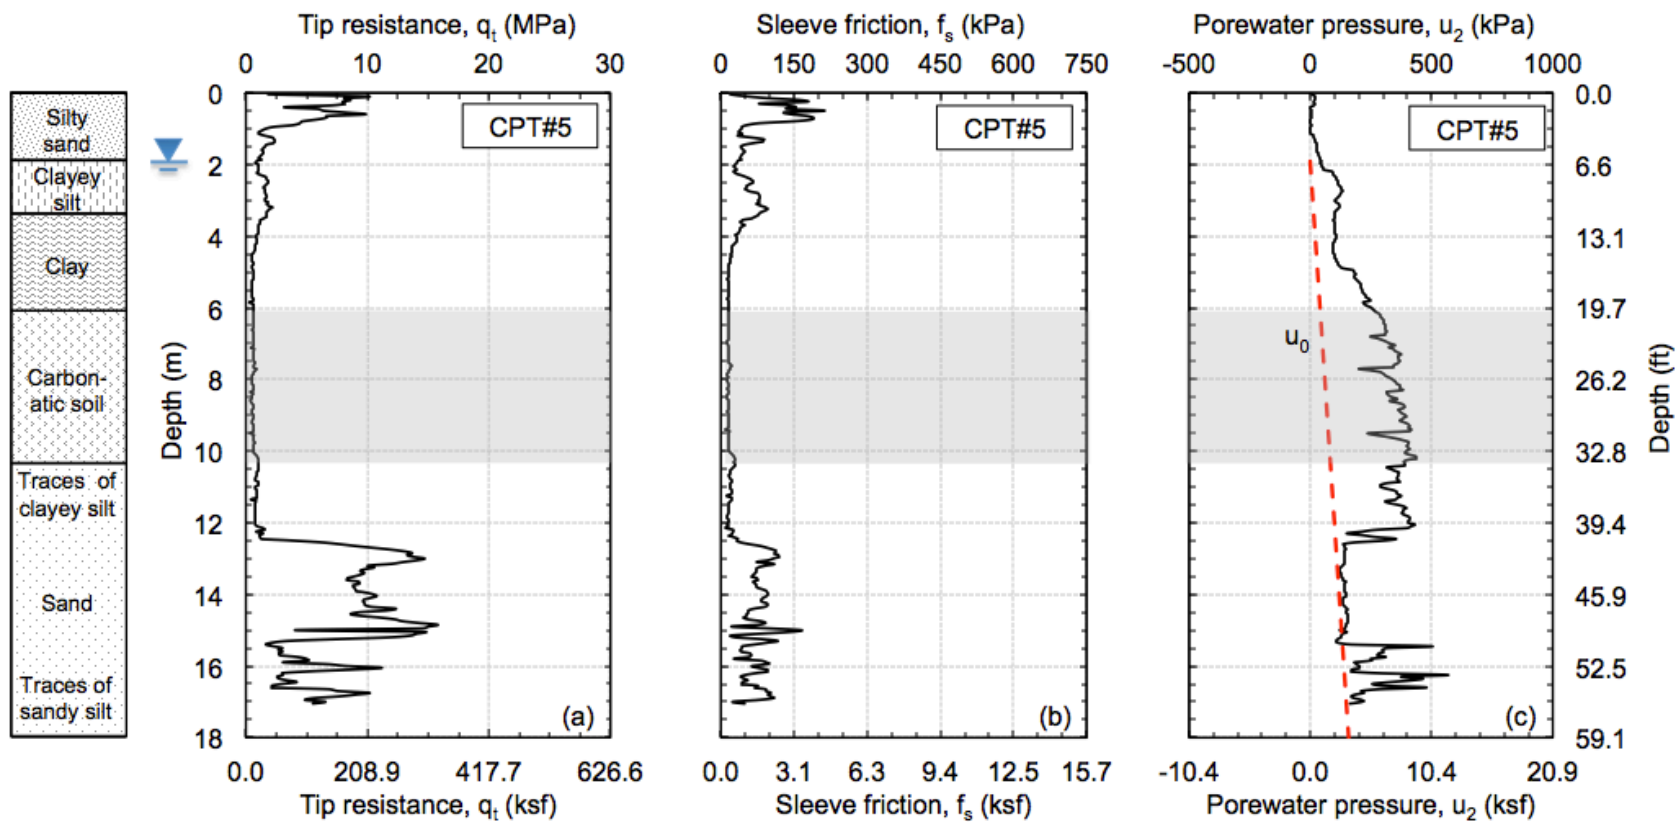 Tip resistance, qt (MPa)
0 10 20 30
Sleeve friction, fs (kPa)
0 150 300 450 600 750
Porewater pressure, u2 (kPa)
-500 0 500 1000
Silty
sand
Clayey
silt
Clay
Carbon-
atic soil
Traces of
clayey silt
Sand
Traces of
sandy silt
Depth (m)
0
2
4
6
8
10
12
14
16
18
CPT#5
(a)
CPT#5
(b)
CPT#5
u0
(c)
0.0
6.6
13.1
19.7
26.2
32.8
39.4
45.9
52.5
59.1
Depth (ft)
0.0 208.9 417.7 626.6
Tip resistance, qt (ksf)
0.0 3.1 6.3 9.4 12.5 15.7
Sleeve friction, fs (ksf)
-10.4 0.0 10.4 20.9
Porewater pressure, u2 (ksf)